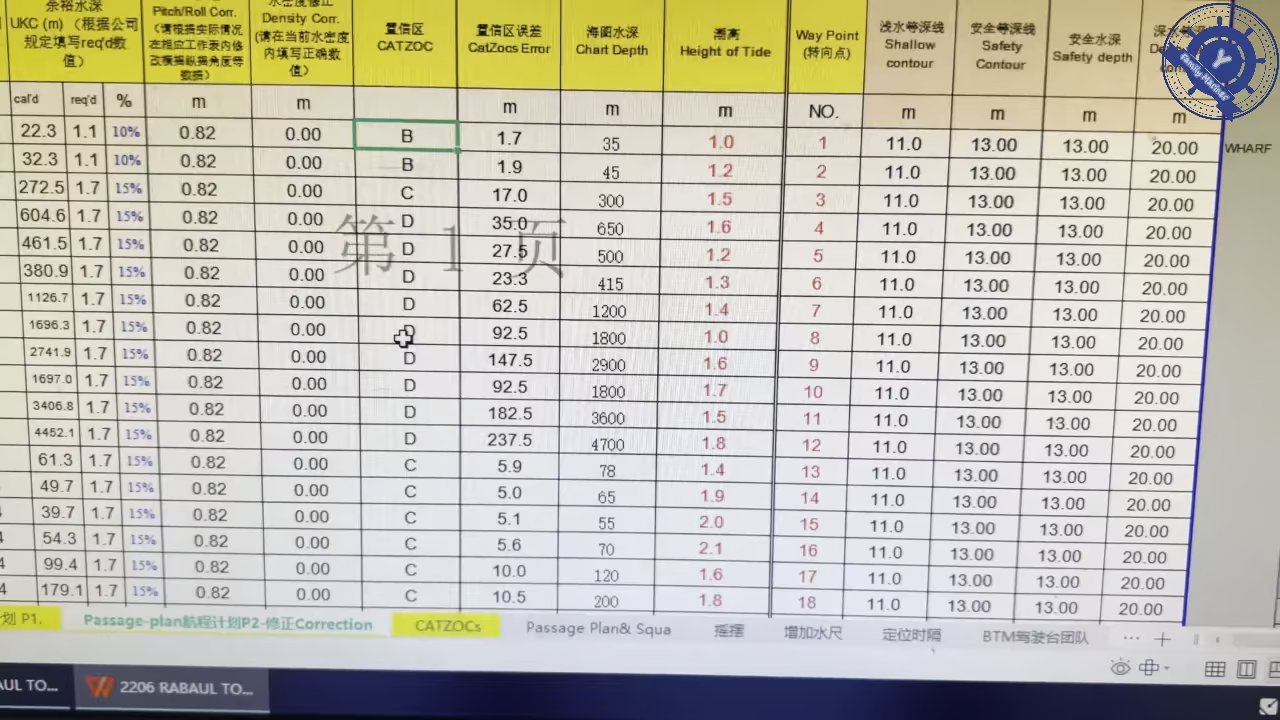 余裕水深
UKC (m) （根据公司
规定填写req'd数
值）
Pitch/Roll Corr.
（请根据实际情况
在相应工作表内修
改横摇纵摇角度等
数据）
水密度修正
Density Corr.
(请在当前水密度
内填写正确数
值）
置信区
CATZOC
置信区误差
CatZocs Error
海图水深
Chart Depth
潮高
Height of Tide
Way Point
(转向点)
浅水等深线
Shallow
contour
安全等深线
Safety
Contour
安全水深
Safety depth
cal'd req'd % m m m m m NO. m m m m
22.3 1.1 10% 0.82 0.00 B 1.7 35 1.0 1 11.0 13.00 13.00 20.00 WHARF
32.3 1.1 10% 0.82 0.00 B 1.9 45 1.2 2 11.0 13.00 13.00 20.00
272.5 1.7 15% 0.82 0.00 C 17.0 300 1.5 3 11.0 13.00 13.00 20.00
604.6 1.7 15% 0.82 0.00 D 35.0 650 1.6 4 11.0 13.00 13.00 20.00
461.5 1.7 15% 0.82 0.00 D 27.5 500 1.2 5 11.0 13.00 13.00 20.00
380.9 1.7 15% 0.82 0.00 D 23.3 415 1.3 6 11.0 13.00 13.00 20.00
1126.7 1.7 15% 0.82 0.00 D 62.5 1200 1.4 7 11.0 13.00 13.00 20.00
1696.3 1.7 15% 0.82 0.00 D 92.5 1800 1.0 8 11.0 13.00 13.00 20.00
2741.9 1.7 15% 0.82 0.00 D 147.5 2900 1.6 9 11.0 13.00 13.00 20.00
1697.0 1.7 15% 0.82 0.00 D 92.5 1800 1.7 10 11.0 13.00 13.00 20.00
3406.8 1.7 15% 0.82 0.00 D 182.5 3600 1.5 11 11.0 13.00 13.00 20.00
4452.1 1.7 15% 0.82 0.00 D 237.5 4700 1.8 12 11.0 13.00 13.00 20.00
61.3 1.7 15% 0.82 0.00 C 5.9 78 1.4 13 11.0 13.00 13.00 20.00
49.7 1.7 15% 0.82 0.00 C 5.0 65 1.9 14 11.0 13.00 13.00 20.00
39.7 1.7 15% 0.82 0.00 C 5.1 55 2.0 15 11.0 13.00 13.00 20.00
54.3 1.7 15% 0.82 0.00 C 5.6 70 2.1 16 11.0 13.00 13.00 20.00
99.4 1.7 15% 0.82 0.00 C 10.0 120 1.6 17 11.0 13.00 13.00 20.00
179.1 1.7 15% 0.82 0.00 C 10.5 200 1.8 18 11.0 13.00 13.00 20.00
第 1 页
Y
Family Mariner
划 P1. Passage-plan航程计划P2-修正Correction CATZOCs Passage Plan& Squa 摇摆 增加水尺 定位时隔 BTM驾驶台团队 ··· +
AUL TO... 2206 RABAUL TO...